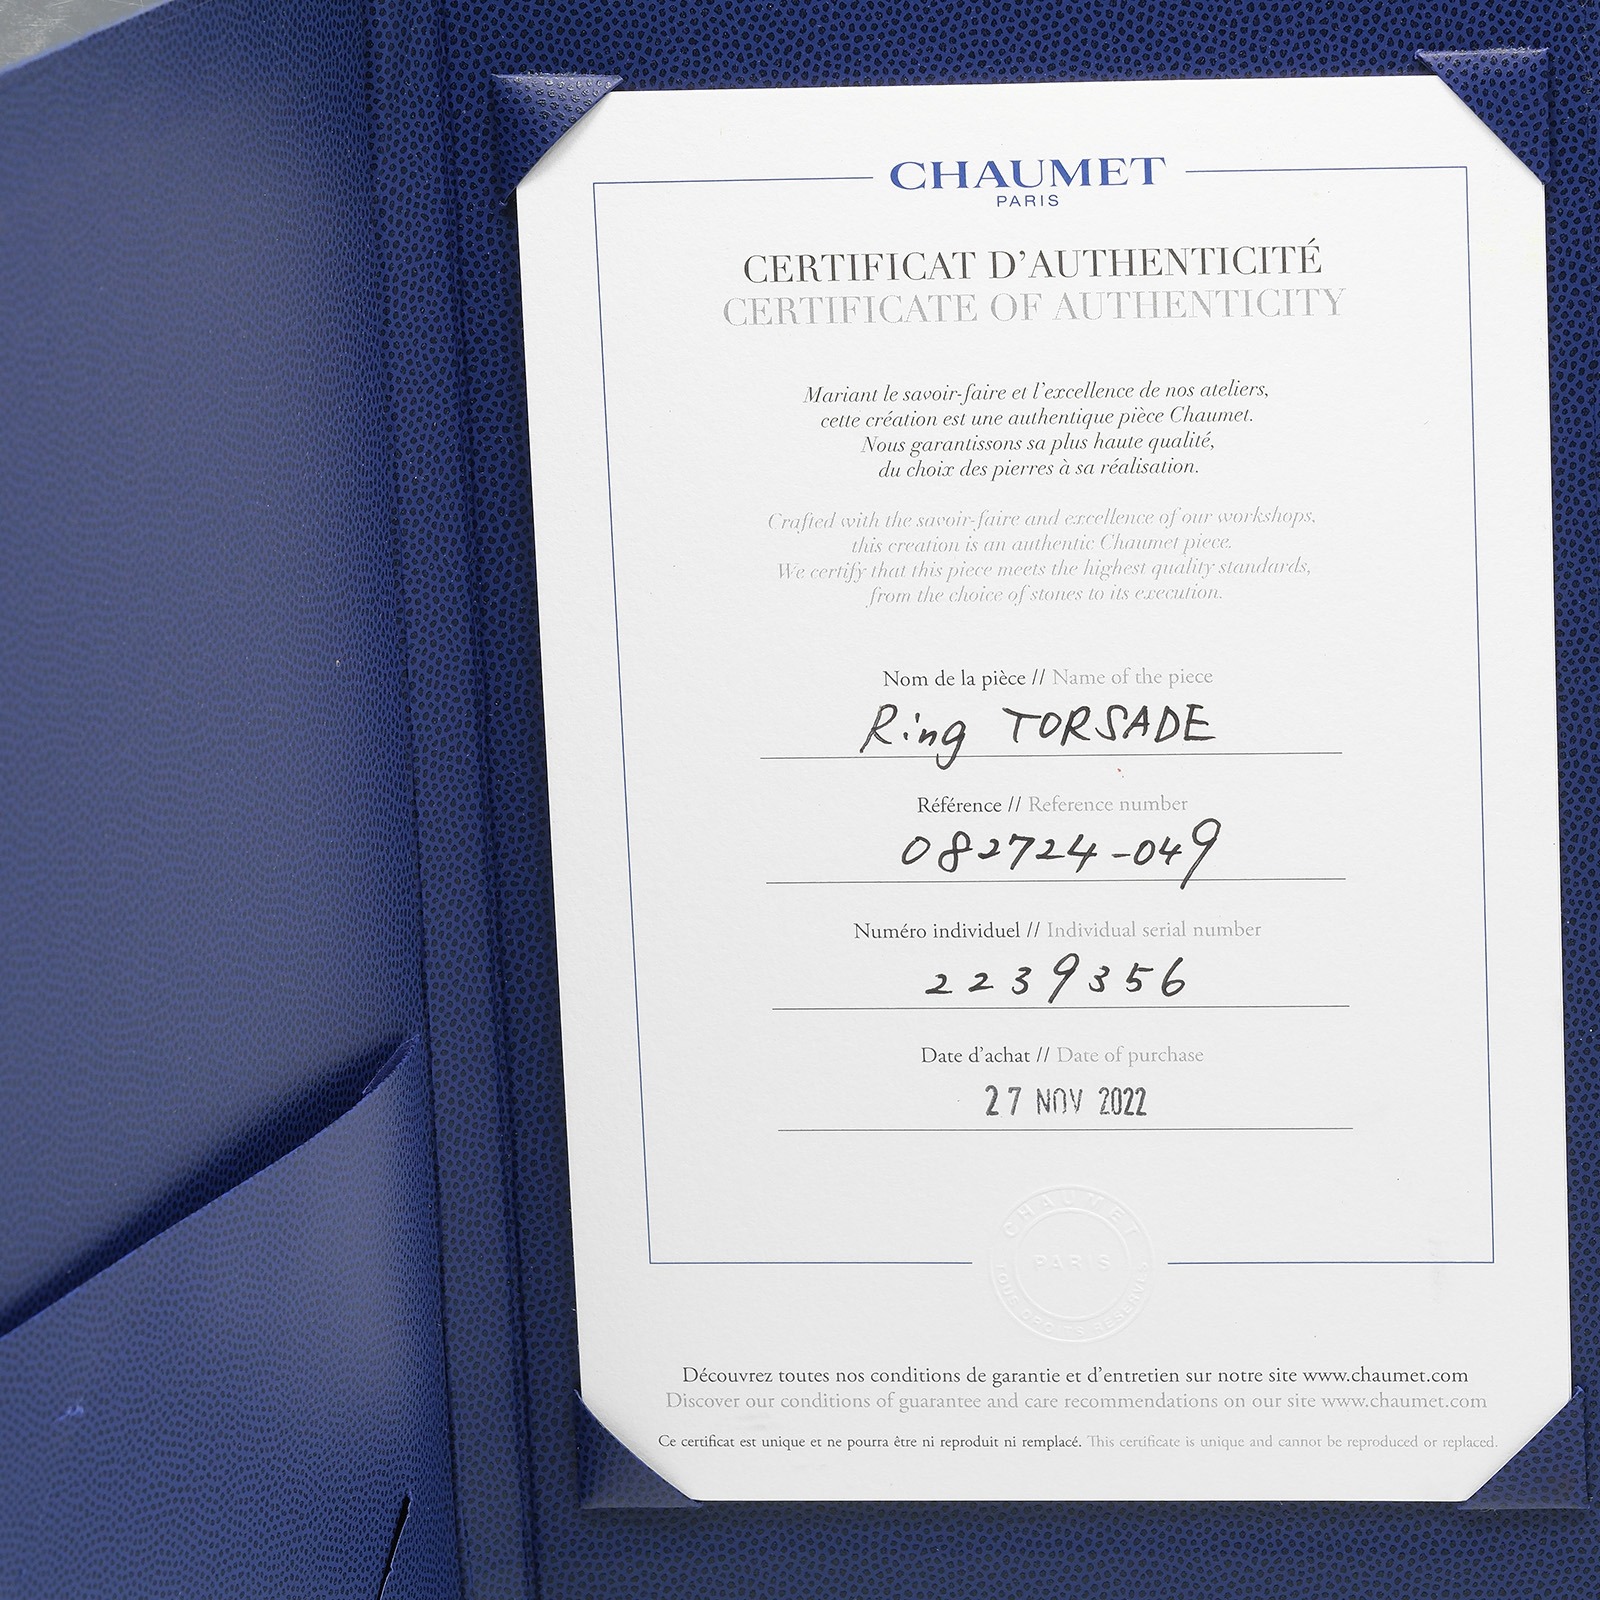 CHAUMET
PARIS
CERTIFICAT D'AUTHENTICITÉ
CERTIFICATE OF AUTHENTICITY
Mariant le savoir-faire et l'excellence de nos ateliers,
cette création est une authentique pièce Chaumet.
Nous garantissons sa plus haute qualité,
du choix des pierres à sa réalisation.
Crafted with the savoir-faire and excellence of our workshops,
this creation is an authentic Chaumet piece.
We certify that this piece meets the highest quality standards,
from the choice of stones to its execution.
Nom de la pièce // Name of the piece
Ring TORSADE
Référence // Reference number
082724-049
Numéro individuel // Individual serial number
2239356
Date d'achat // Date of purchase
27 NOV 2022
CHAUMET
PARIS
TOUS DROITS RESERVÉS
Découvrez toutes nos conditions de garantie et d'entretien sur notre site www.chaumet.com
Discover our conditions of guarantee and care recommendations on our site www.chaumet.com
Ce certificat est unique et ne pourra être ni reproduit ni remplacé. This certificate is unique and cannot be reproduced or replaced.